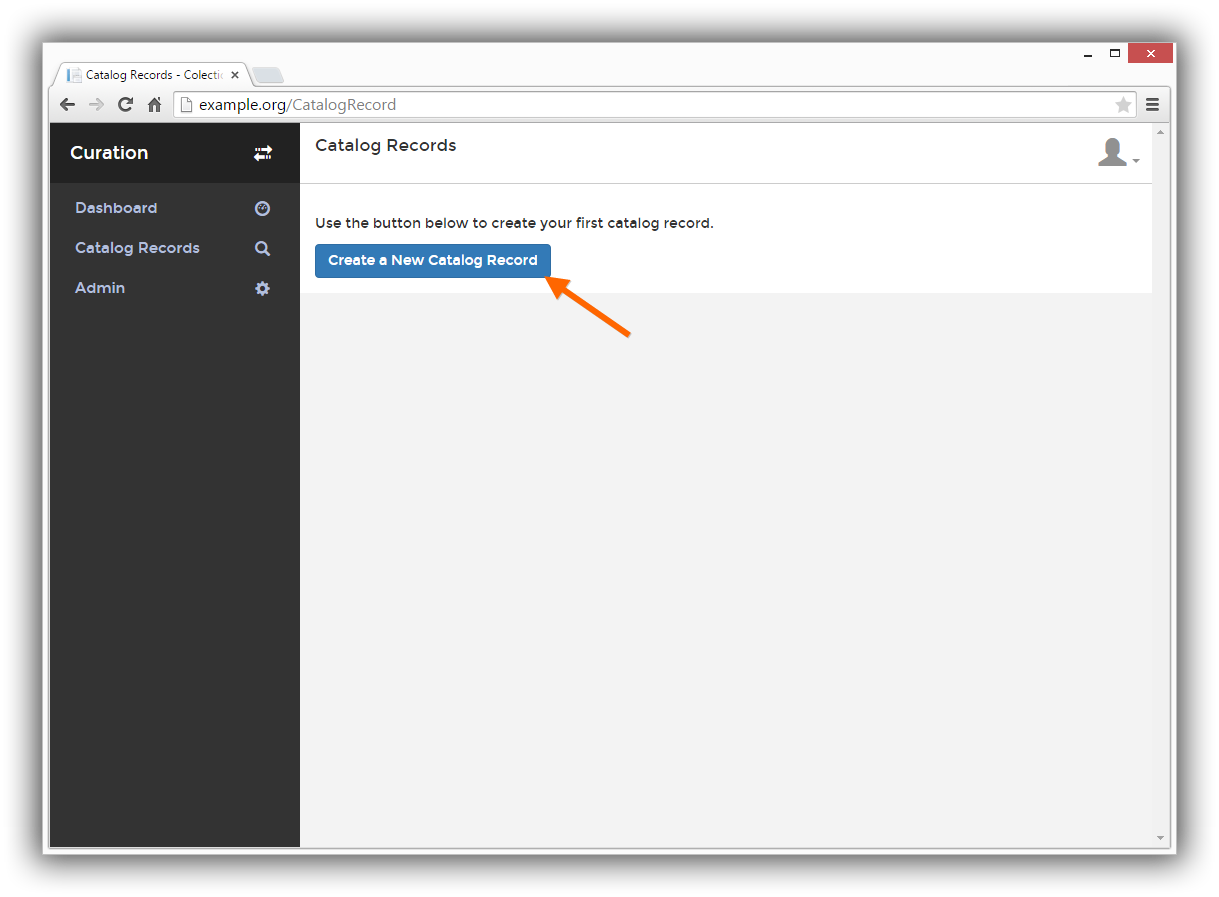 Catalog Records - Colectic
example.org/CatalogRecord
Curation
Catalog Records
Dashboard
Catalog Records
Admin
Use the button below to create your first catalog record.
Create a New Catalog Record